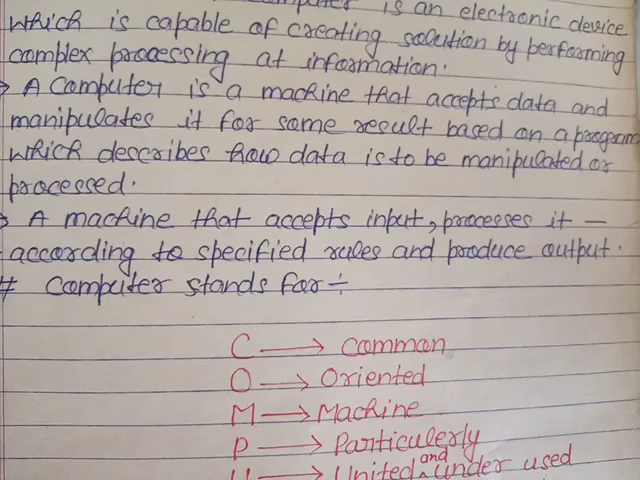 is an electronic device
which is capable of creating solution by performing
complex processing at information.
> A Computer is a machine that accepts data and
manipulates it for some result based on a program
which describes how data is to be manipulated or
processed.
> A machine that accepts input, processes it —
according to specified rules and produce output.
# Computer stands for ÷
C → Common
O → Oriented
M → Machine
P → Particulerly
U → United and under used